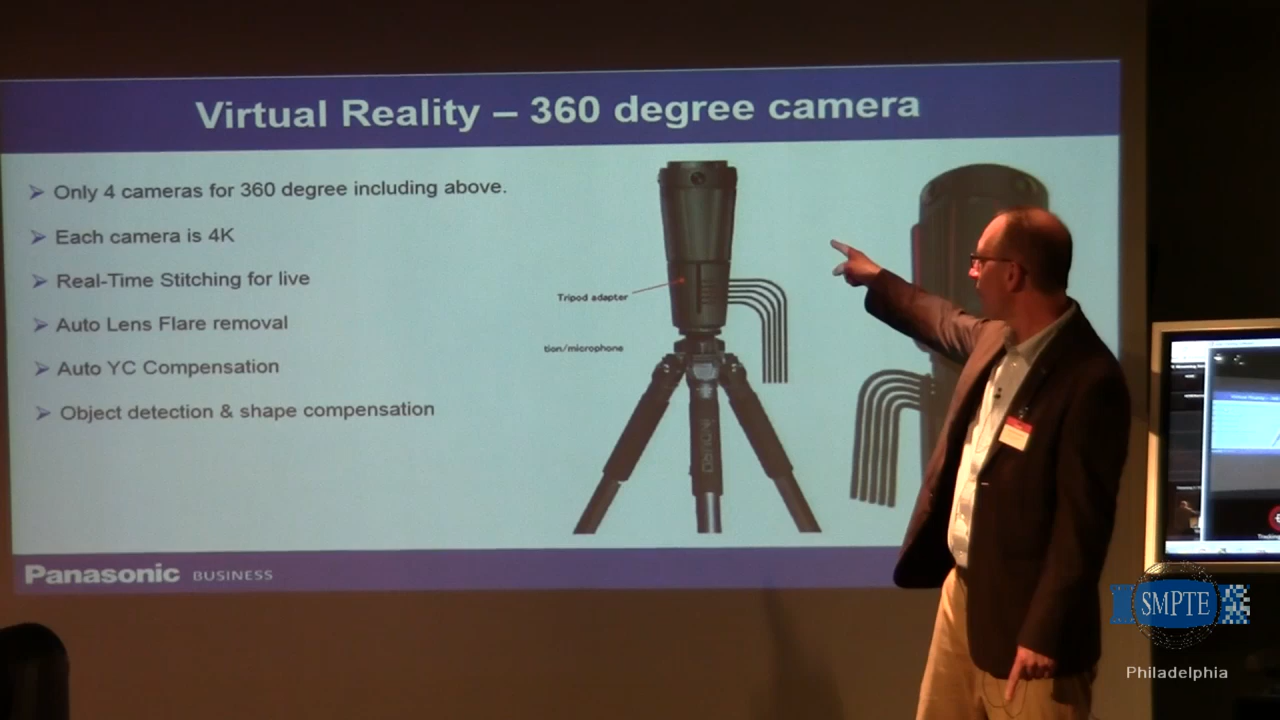 Virtual Reality – 360 degree camera
➢ Only 4 cameras for 360 degree including above.
➢ Each camera is 4K
➢ Real-Time Stitching for live
➢ Auto Lens Flare removal
➢ Auto YC Compensation
➢ Object detection & shape compensation
Tripod adapter
tion/microphone
INDURO
Panasonic BUSINESS
SMPTE
Philadelphia